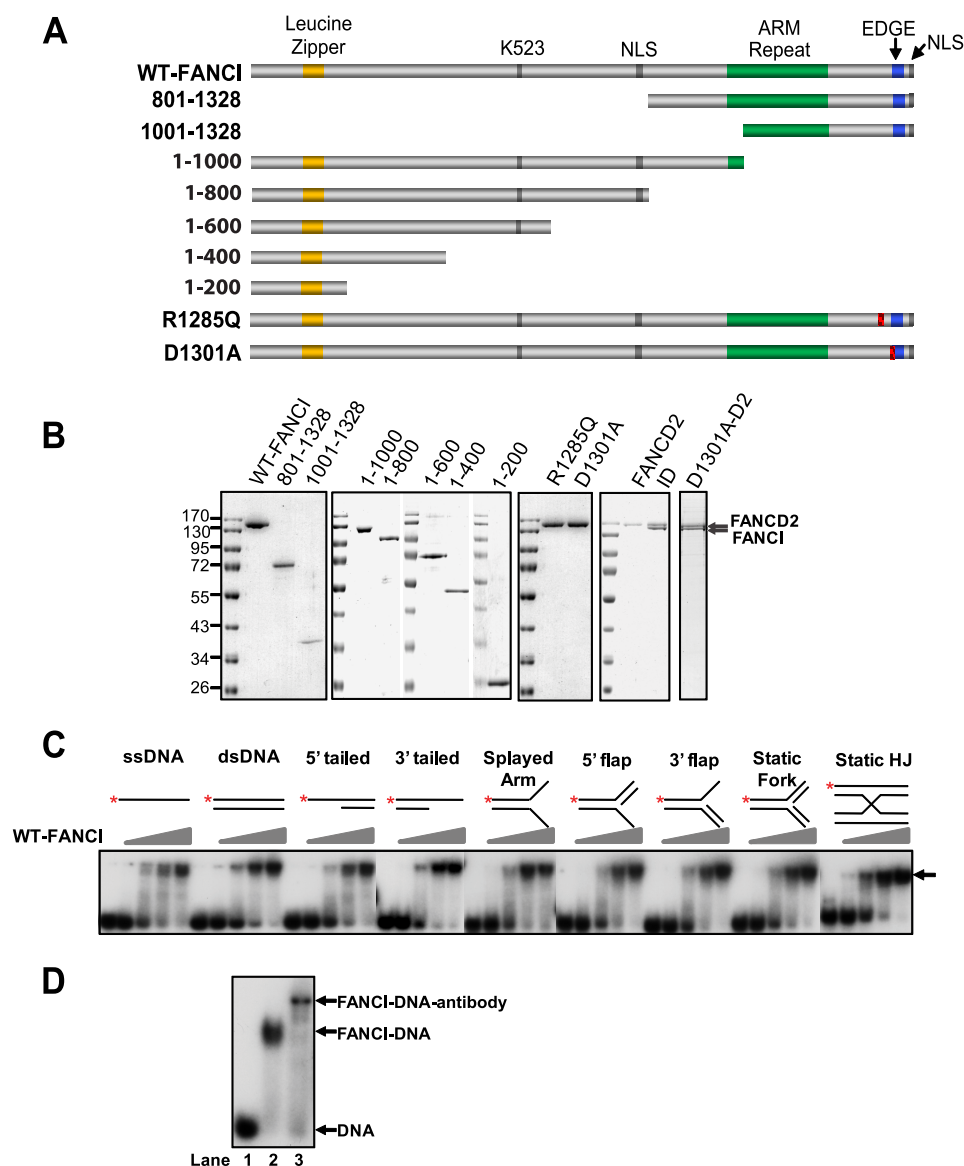 A
Leucine
Zipper
K523
NLS
ARM
Repeat
EDGE
NLS
WT-FANCI
801-1328
1001-1328
1-1000
1-800
1-600
1-400
1-200
R1285Q
D1301A
B
WT-FANCI
801-1328
1001-1328
1-1000
1-800
1-600
1-400
1-200
R1285Q
D1301A
FANCD2
ID
D1301A-D2
170
130
95
72
55
43
34
26
FANCD2
FANCI
C
ssDNA
dsDNA
5' tailed
3' tailed
Splayed
Arm
5' flap
3' flap
Static
Fork
Static HJ
* * * * * * * * *
WT-FANCI
D
FANCI-DNA-antibody
FANCI-DNA
DNA
Lane 1 2 3